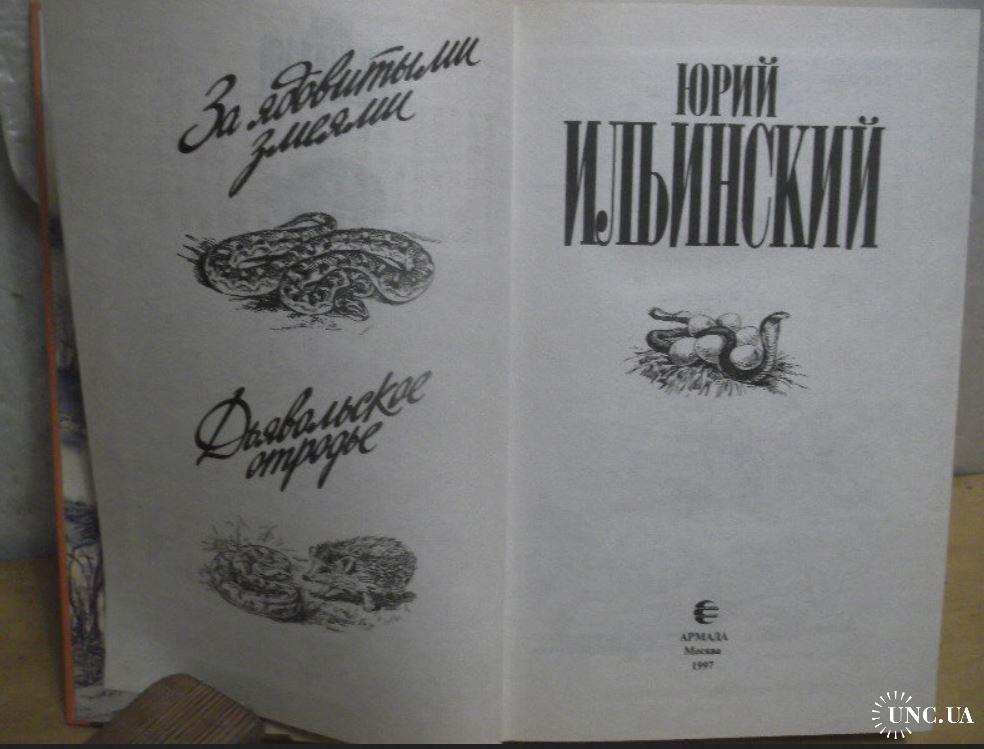 За ядовитыми
змеями
Дьявольское
отродье
ЮРИЙ
ИЛЬИНСКИЙ
АРМАДА
Москва
1997
UNC.UA